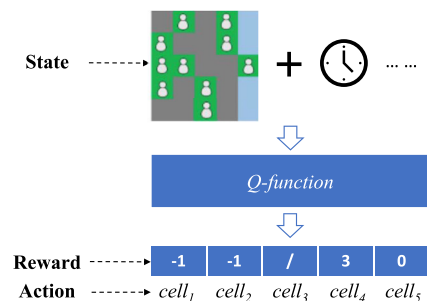 State + ... ...
Q-function
Reward -1 -1 / 3 0
Action cell1 cell2 cell3 cell4 cell5